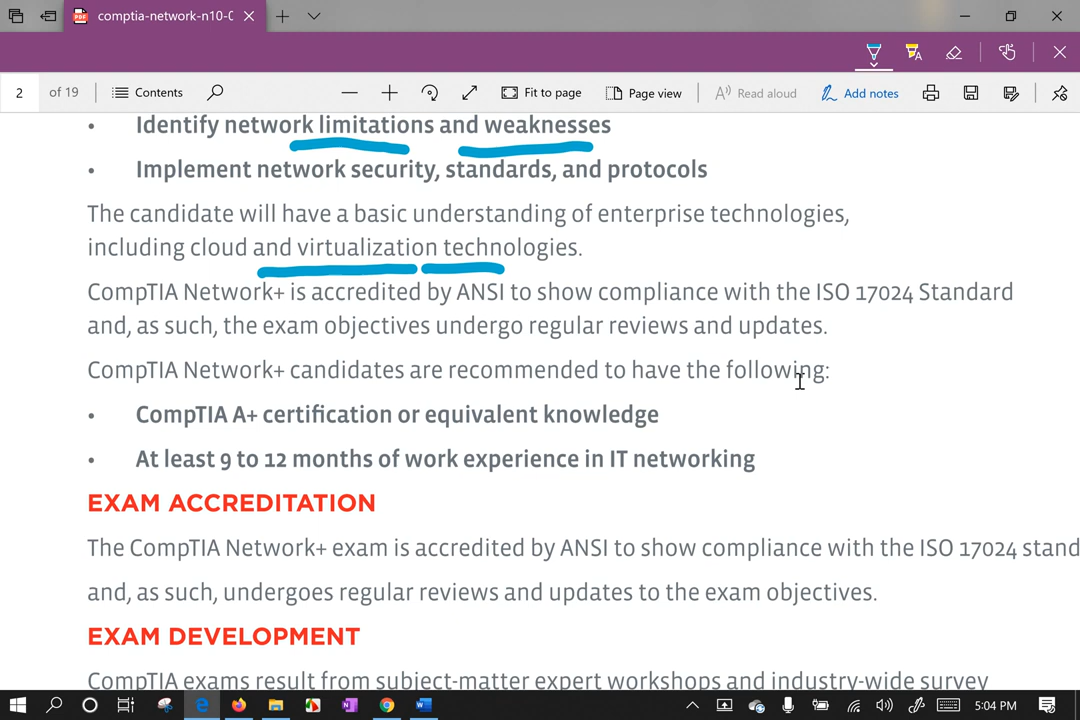 comptia-network-n10-0
2 of 19 Contents Fit to page Page view Read aloud Add notes
• Identify network limitations and weaknesses
• Implement network security, standards, and protocols
The candidate will have a basic understanding of enterprise technologies,
including cloud and virtualization technologies.
CompTIA Network+ is accredited by ANSI to show compliance with the ISO 17024 Standard
and, as such, the exam objectives undergo regular reviews and updates.
CompTIA Network+ candidates are recommended to have the following:
• CompTIA A+ certification or equivalent knowledge
• At least 9 to 12 months of work experience in IT networking
EXAM ACCREDITATION
The CompTIA Network+ exam is accredited by ANSI to show compliance with the ISO 17024 stand
and, as such, undergoes regular reviews and updates to the exam objectives.
EXAM DEVELOPMENT
CompTIA exams result from subject-matter expert workshops and industry-wide survey
5:04 PM